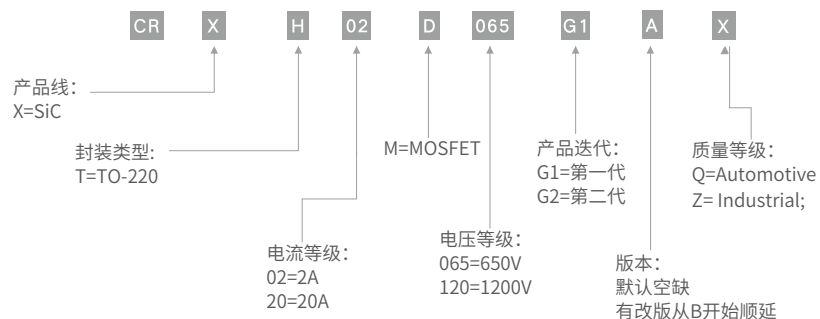 CR X H 02 D 065 G1 A X
产品线：
X=SiC
封装类型:
T=TO-220
M=MOSFET
产品迭代：
G1=第一代
G2=第二代
质量等级：
Q=Automotive
Z= Industrial;
电流等级：
02=2A
20=20A
电压等级：
065=650V
120=1200V
版本：
默认空缺
有改版从B开始顺延